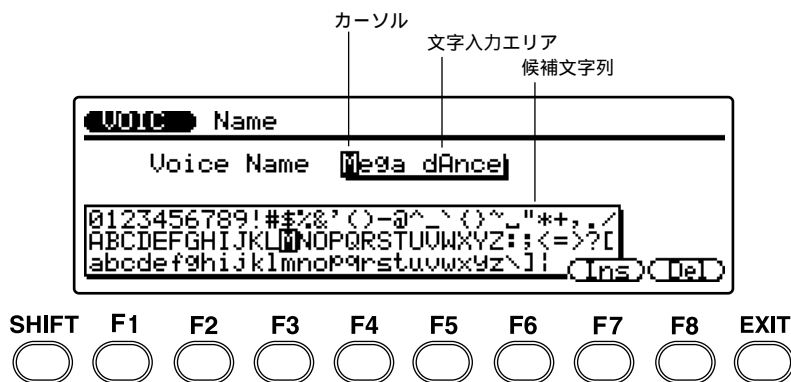 カーソル
文字入力エリア
候補文字列
VOIC Name
Voice Name Mega dAnce
0123456789!#$%&'()-@^_`{}~␣"*+,./
ABCDEFGHIJKLMNOPQRSTUVWXYZ:;<=>?[
abcdefghijklmnopqrstuvwxyz\]¦
Ins Del
SHIFT F1 F2 F3 F4 F5 F6 F7 F8 EXIT